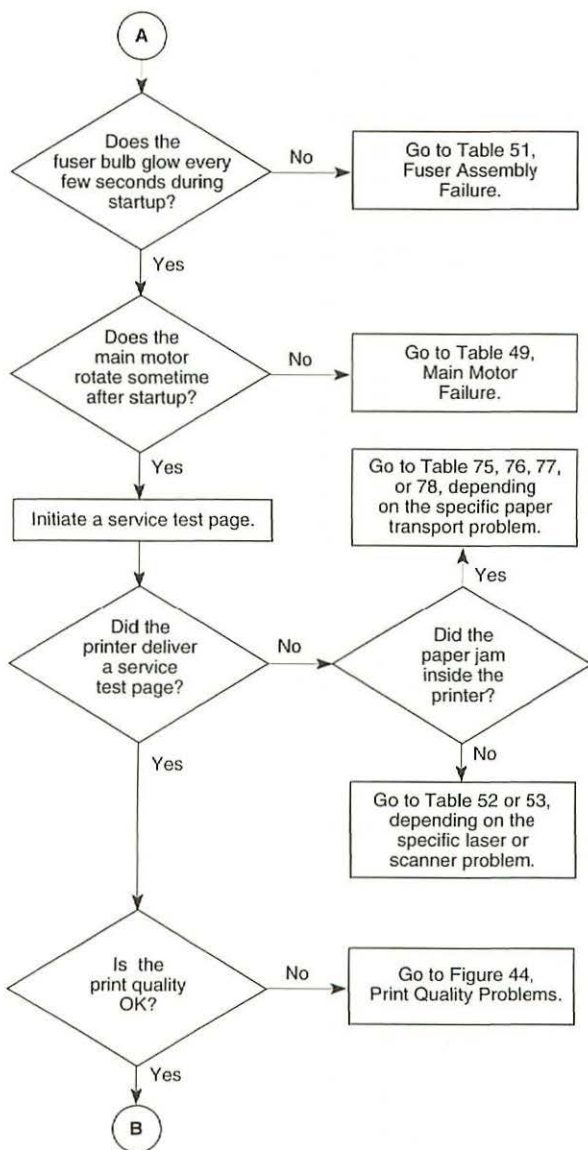 A
Does the
fuser bulb glow every
few seconds during
startup?
No
Go to Table 51,
Fuser Assembly
Failure.
Yes
Does the
main motor
rotate sometime
after startup?
No
Go to Table 49,
Main Motor
Failure.
Yes
Initiate a service test page.
Go to Table 75, 76, 77,
or 78, depending
on the specific paper
transport problem.
Yes
Did the
printer deliver
a service
test page?
No
Did the
paper jam
inside the
printer?
No
Go to Table 52 or 53,
depending on the
specific laser or
scanner problem.
Yes
Is the
print quality
OK?
No
Go to Figure 44,
Print Quality Problems.
Yes
B